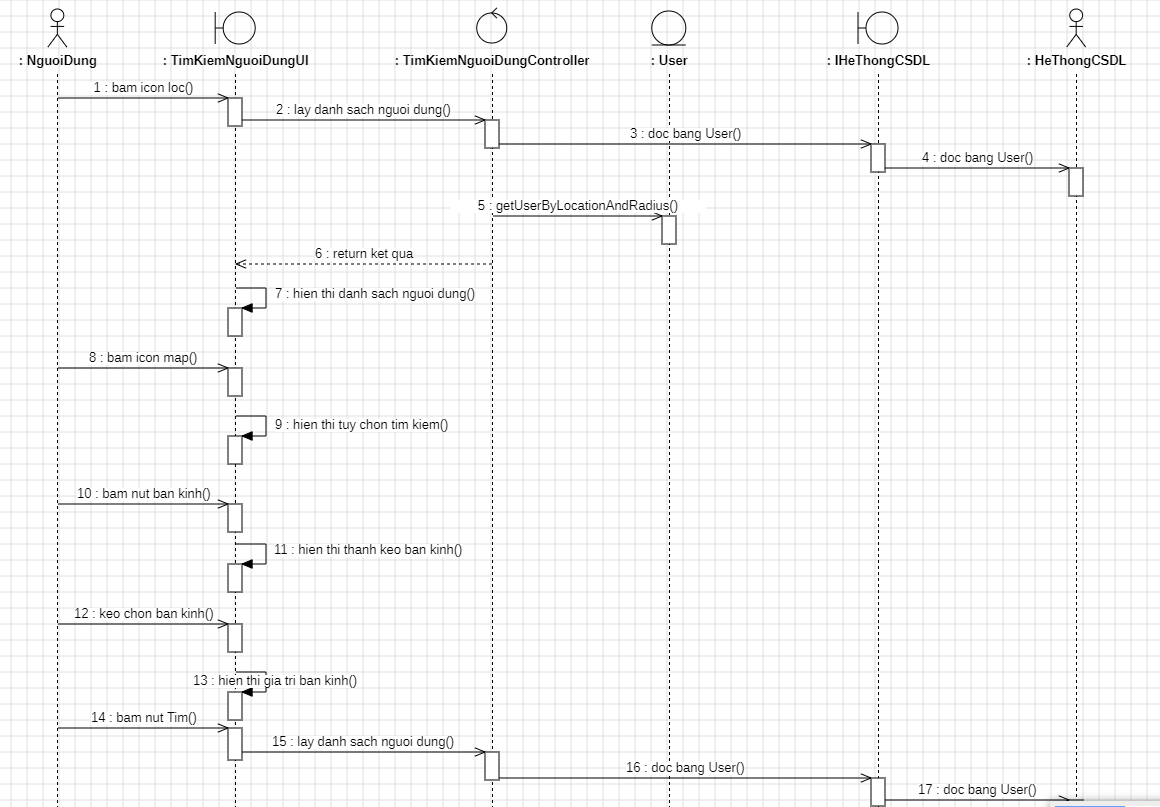 : NguoiDung
: TimKiemNguoiDungUI
: TimKiemNguoiDungController
: User
: IHeThongCSDL
: HeThongCSDL
1 : bam icon loc()
2 : lay danh sach nguoi dung()
3 : doc bang User()
4 : doc bang User()
5 : getUserByLocationAndRadius()
6 : return ket qua
7 : hien thi danh sach nguoi dung()
8 : bam icon map()
9 : hien thi tuy chon tim kiem()
10 : bam nut ban kinh()
11 : hien thi thanh keo ban kinh()
12 : keo chon ban kinh()
13 : hien thi gia tri ban kinh()
14 : bam nut Tim()
15 : lay danh sach nguoi dung()
16 : doc bang User()
17 : doc bang User()